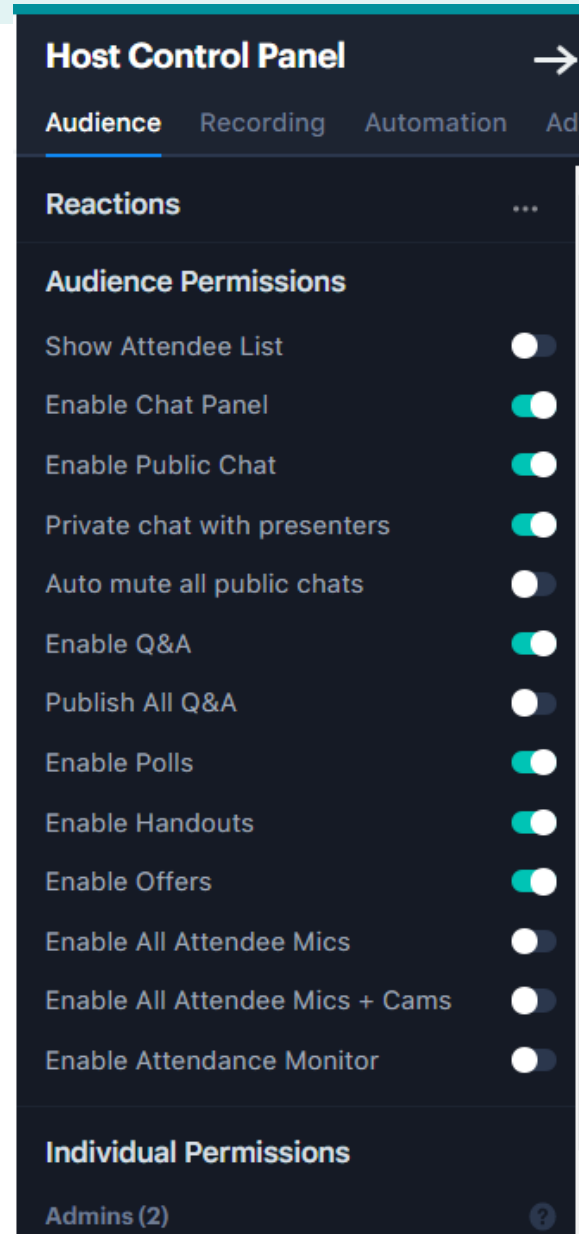 Host Control Panel
Audience Recording Automation Ad
Reactions
Audience Permissions
Show Attendee List
Enable Chat Panel
Enable Public Chat
Private chat with presenters
Auto mute all public chats
Enable Q&A
Publish All Q&A
Enable Polls
Enable Handouts
Enable Offers
Enable All Attendee Mics
Enable All Attendee Mics + Cams
Enable Attendance Monitor
Individual Permissions
Admins (2) ?